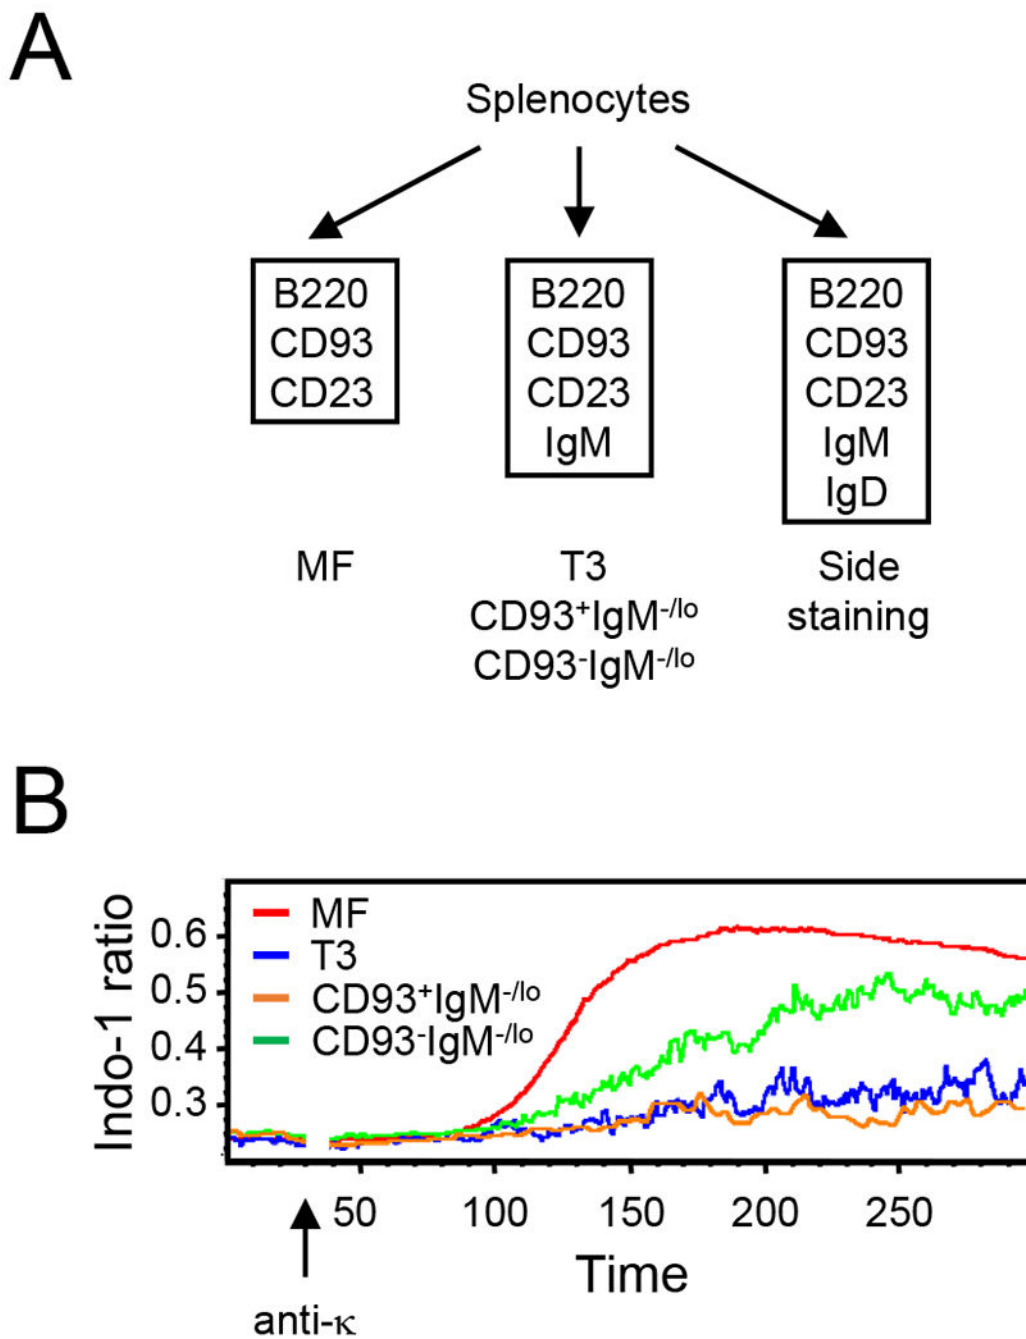 A
Splenocytes
B220
CD93
CD23
B220
CD93
CD23
IgM
B220
CD93
CD23
IgM
IgD
MF
T3
CD93⁺IgM⁻/ˡᵒ
CD93⁻IgM⁻/ˡᵒ
Side
staining
B
Indo-1 ratio
0.6
0.5
0.4
0.3
MF
T3
CD93⁺IgM⁻/ˡᵒ
CD93⁻IgM⁻/ˡᵒ
50 100 150 200 250
Time
anti-κ